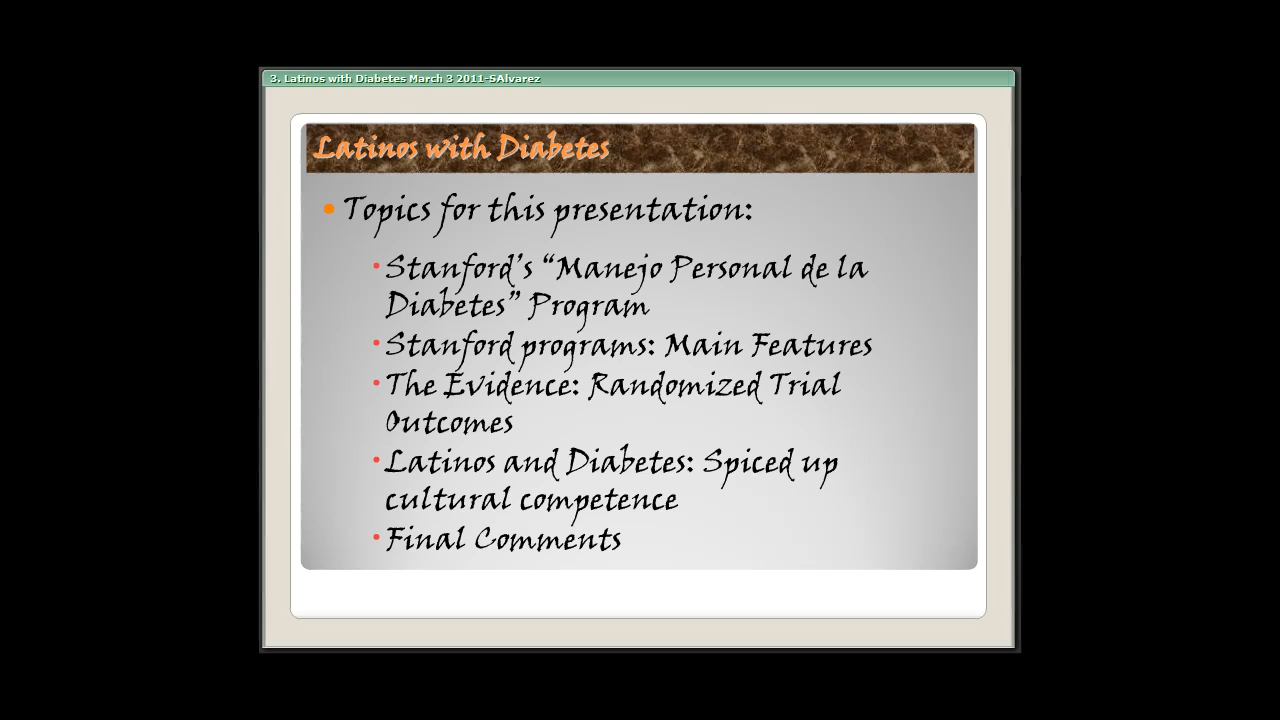 3. Latinos with Diabetes March 3 2011-SAlvarez
Latinos with Diabetes
• Topics for this presentation:
• Stanford's “Manejo Personal de la
Diabetes” Program
• Stanford programs: Main Features
• The Evidence: Randomized Trial
Outcomes
• Latinos and Diabetes: Spiced up
cultural competence
• Final Comments